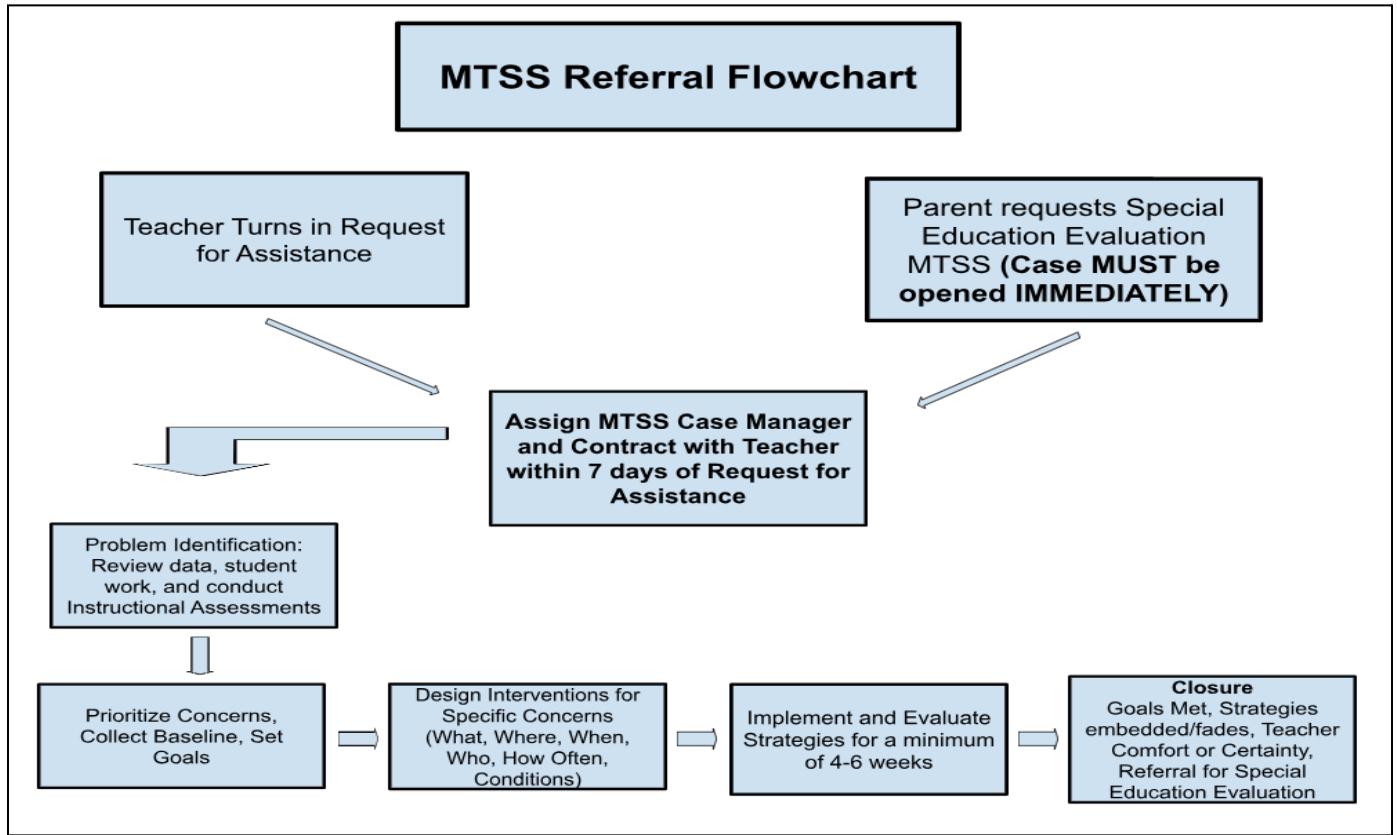 MTSS Referral Flowchart
Teacher Turns in Request
for Assistance
Parent requests Special
Education Evaluation
MTSS (Case MUST be
opened IMMEDIATELY)
Assign MTSS Case Manager
and Contract with Teacher
within 7 days of Request for
Assistance
Problem Identification:
Review data, student
work, and conduct
Instructional Assessments
Prioritize Concerns,
Collect Baseline, Set
Goals
Design Interventions for
Specific Concerns
(What, Where, When,
Who, How Often,
Conditions)
Implement and Evaluate
Strategies for a minimum
of 4-6 weeks
Closure
Goals Met, Strategies
embedded/fades, Teacher
Comfort or Certainty,
Referral for Special
Education Evaluation